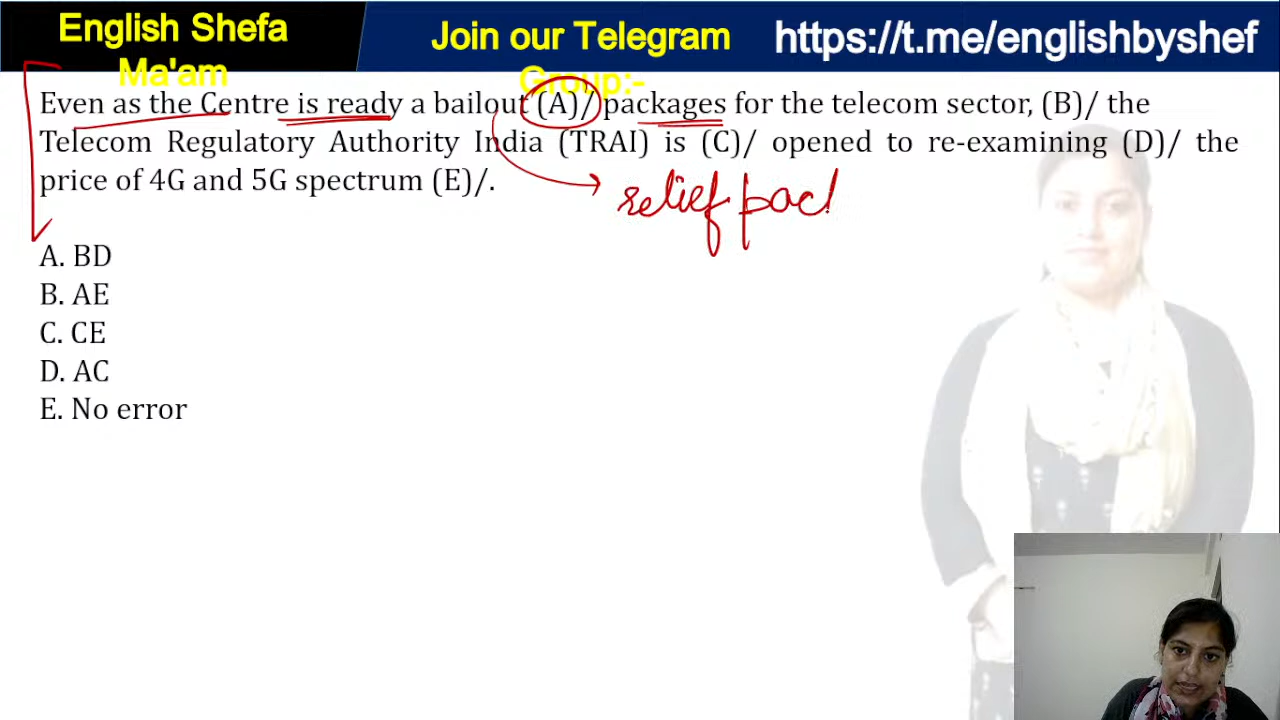 English Shefa Ma'am
Join our Telegram Group:-
https://t.me/englishbyshef
Even as the Centre is ready a bailout (A)/ packages for the telecom sector, (B)/ the
Telecom Regulatory Authority India (TRAI) is (C)/ opened to re-examining (D)/ the
price of 4G and 5G spectrum (E)/.
relief pack
A. BD
B. AE
C. CE
D. AC
E. No error